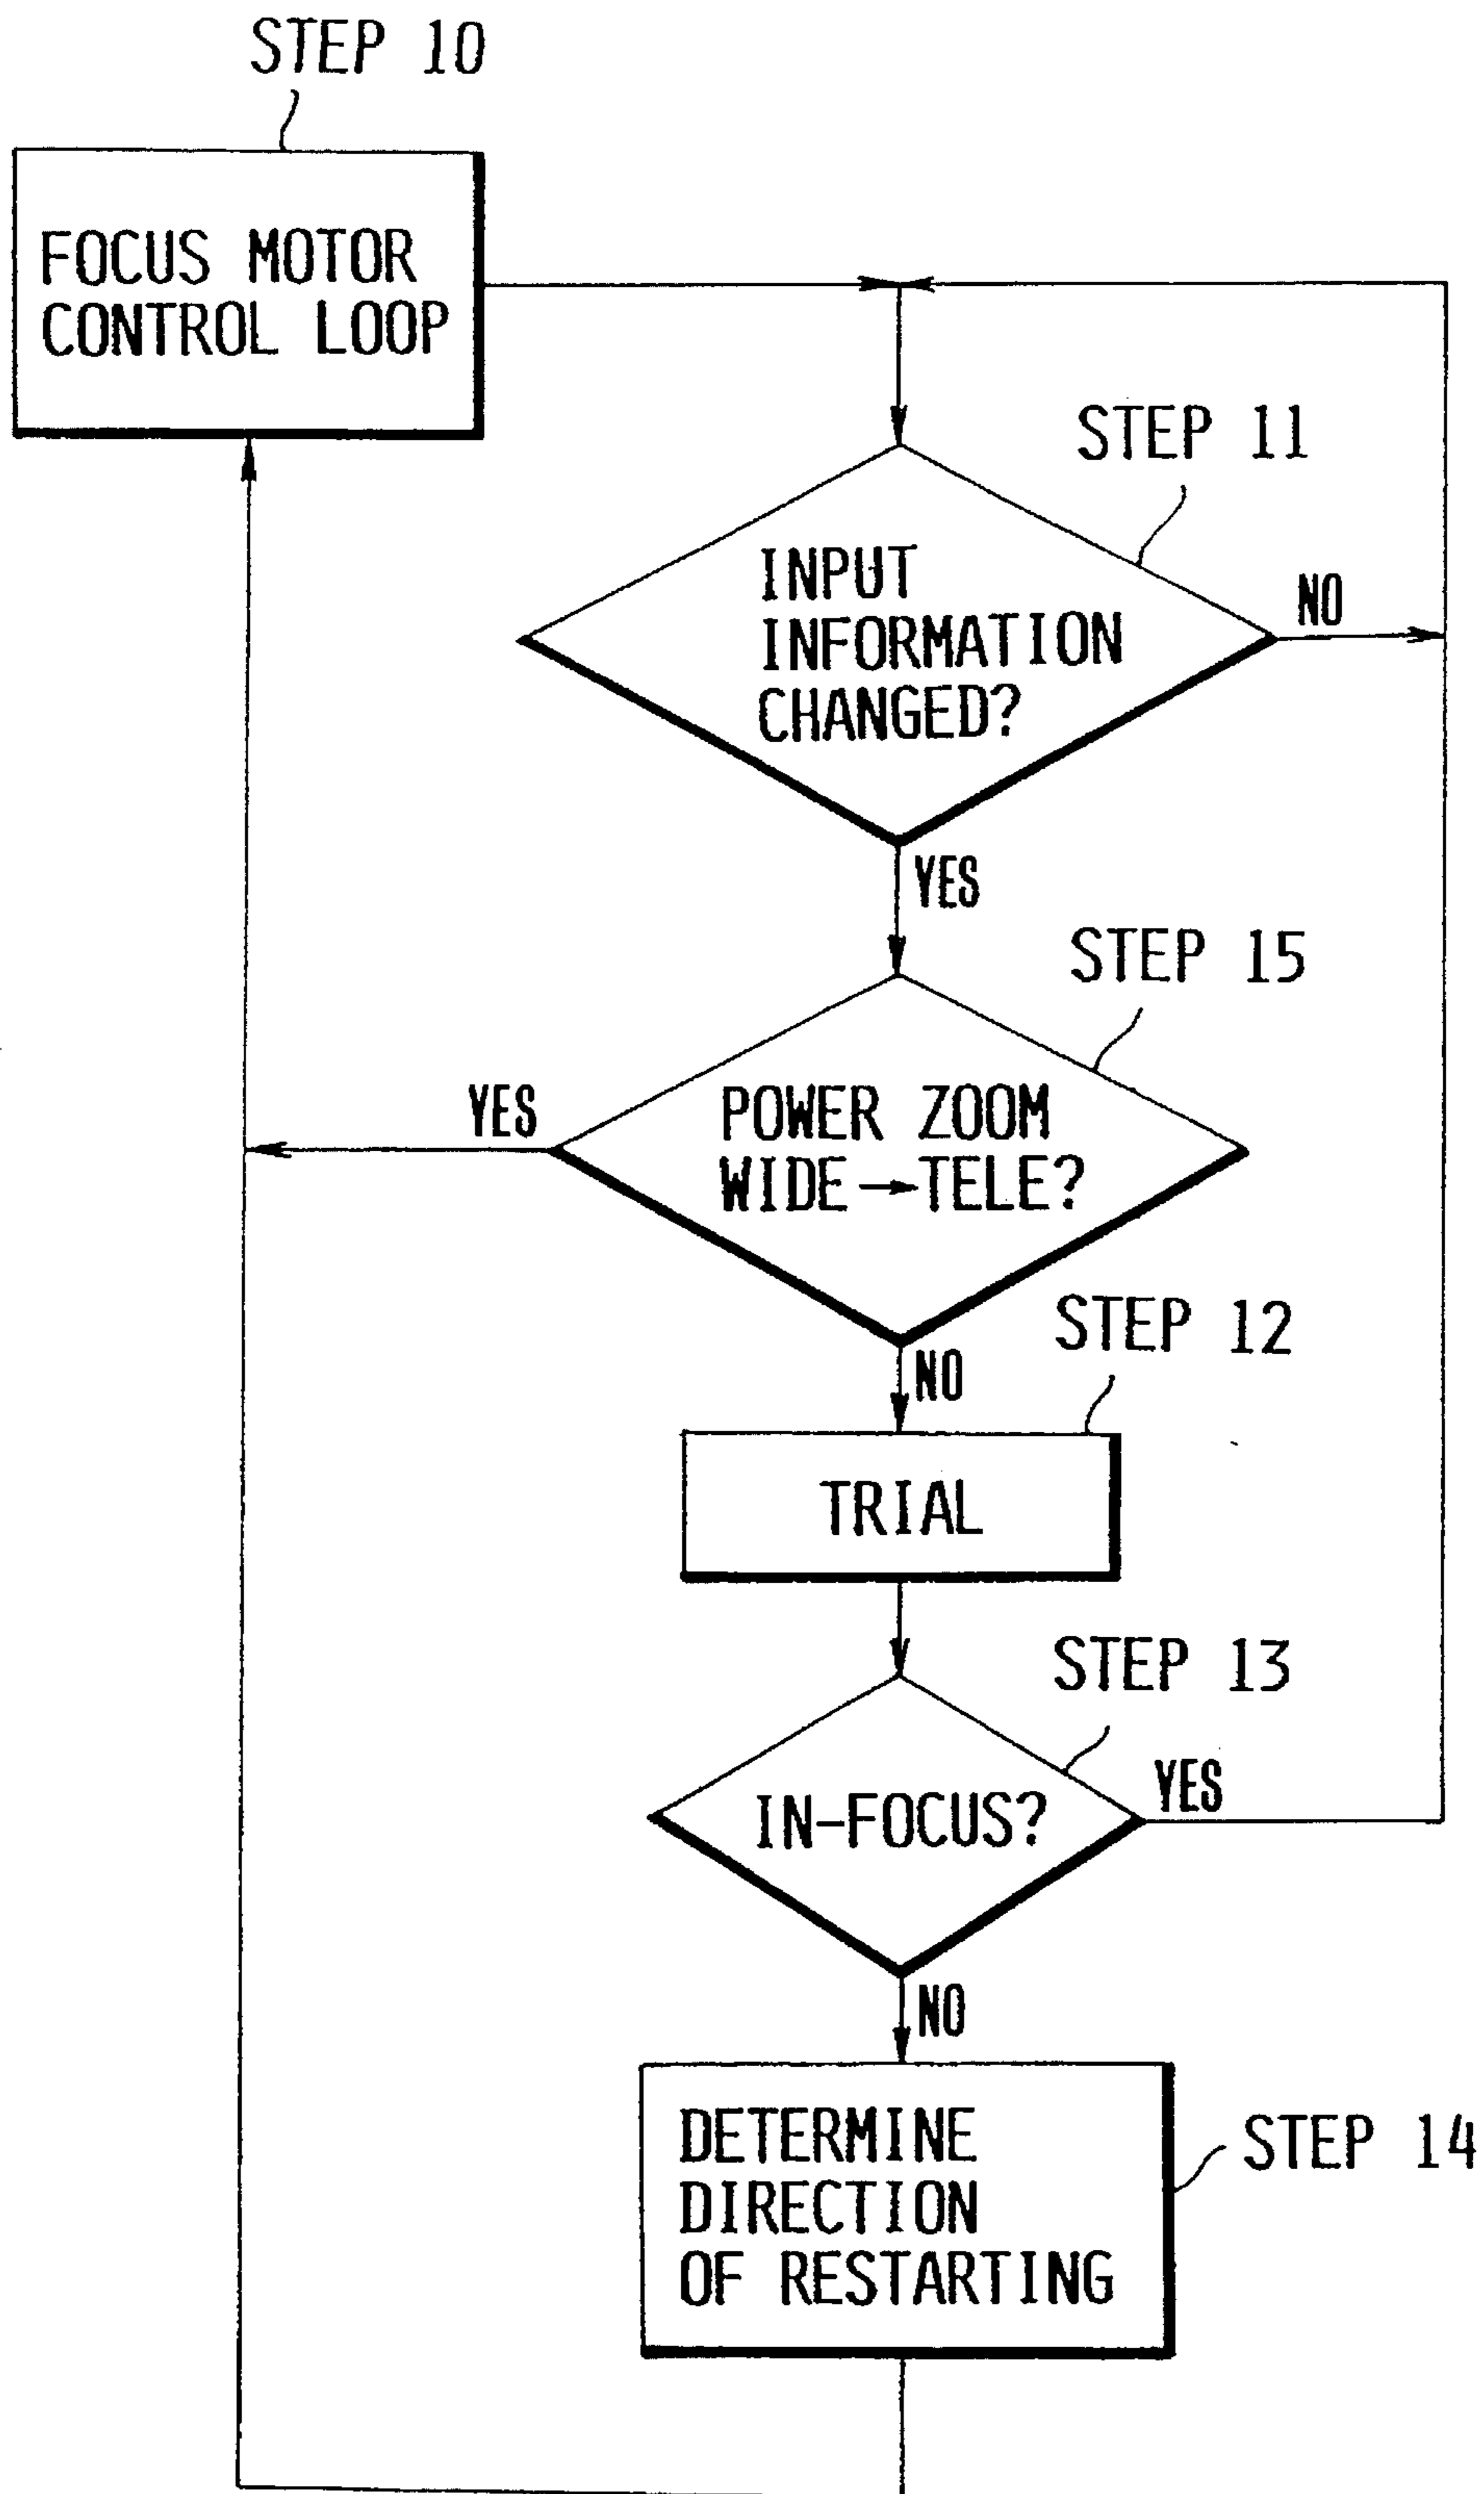 STEP 10
FOCUS MOTOR
CONTROL LOOP
STEP 11
INPUT
INFORMATION
CHANGED?
NO
YES
STEP 15
YES
POWER ZOOM
WIDE→TELE?
STEP 12
NO
TRIAL
STEP 13
YES
IN-FOCUS?
NO
DETERMINE
DIRECTION
OF RESTARTING
STEP 14